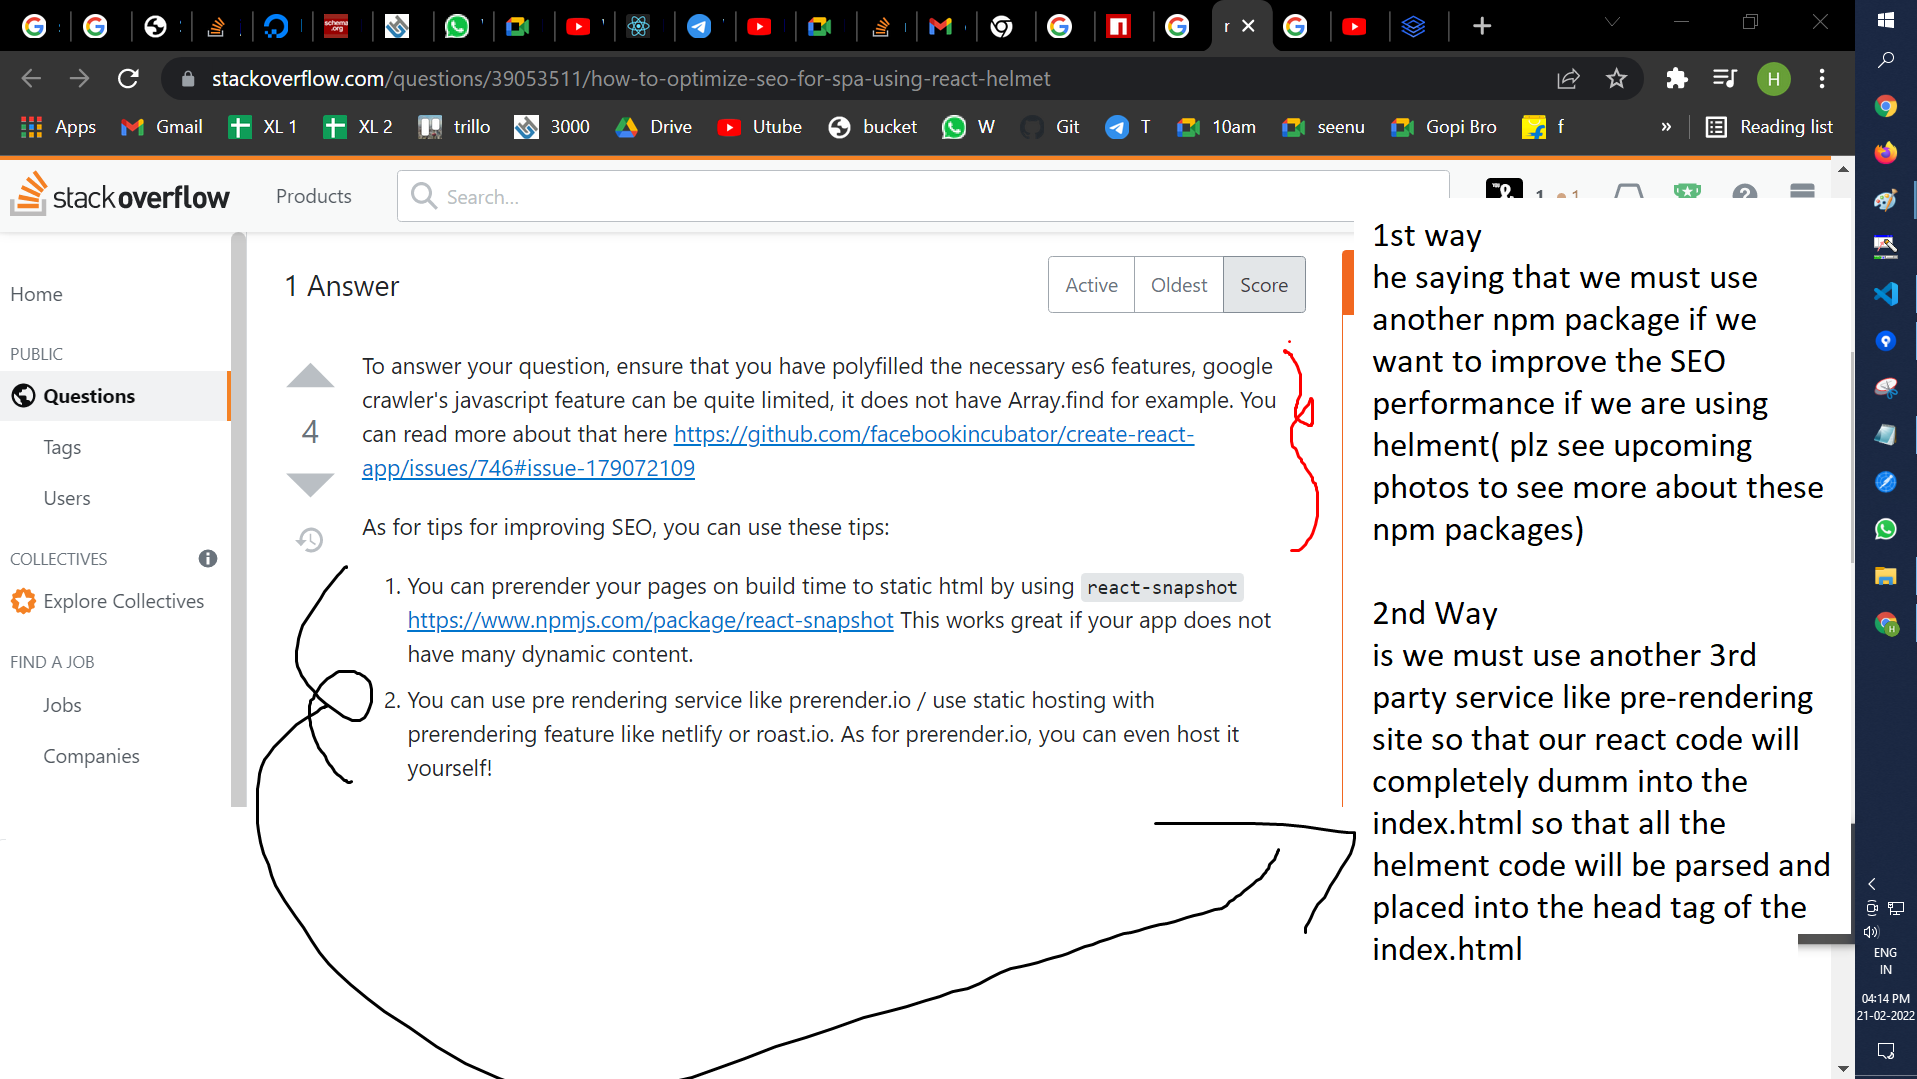 r
stackoverflow.com/questions/39053511/how-to-optimize-seo-for-spa-using-react-helmet
H
Apps
Gmail
XL 1
XL 2
trillo
3000
Drive
Utube
bucket
W
Git
T
10am
seenu
Gopi Bro
f
»
Reading list
stackoverflow
Products
Search...
1
1
Home
PUBLIC
Questions
Tags
Users
COLLECTIVES
Explore Collectives
FIND A JOB
Jobs
Companies
1 Answer
Active
Oldest
Score
4
To answer your question, ensure that you have polyfilled the necessary es6 features, google
crawler's javascript feature can be quite limited, it does not have Array.find for example. You
can read more about that here https://github.com/facebookincubator/create-react-
app/issues/746#issue-179072109
As for tips for improving SEO, you can use these tips:
1. You can prerender your pages on build time to static html by using react-snapshot
https://www.npmjs.com/package/react-snapshot This works great if your app does not
have many dynamic content.
2. You can use pre rendering service like prerender.io / use static hosting with
prerendering feature like netlify or roast.io. As for prerender.io, you can even host it
yourself!
1st way
he saying that we must use
another npm package if we
want to improve the SEO
performance if we are using
helment( plz see upcoming
photos to see more about these
npm packages)
2nd Way
is we must use another 3rd
party service like pre-rendering
site so that our react code will
completely dumm into the
index.html so that all the
helment code will be parsed and
placed into the head tag of the
index.html
ENG
IN
04:14 PM
21-02-2022